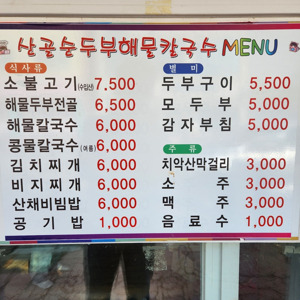 산골순두부해물칼국수 MENU
식사류
소불고기(수입산) 7,500
해물두부전골 6,500
해물칼국수 6,000
콩물칼국수(여름) 6,000
김치찌개 6,000
비지찌개 6,000
산채비빔밥 6,000
공기밥 1,000
별미
두부구이 5,500
모두부 5,000
감자부침 5,000
주류
치악산막걸리 3,000
소주 3,000
맥주 3,000
음료수 1,000